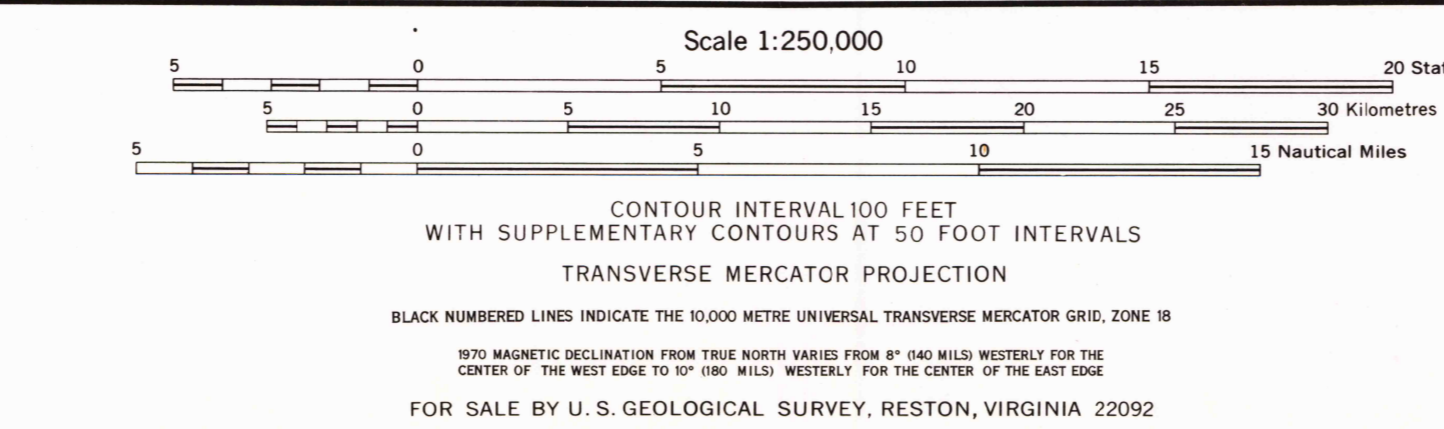 Scale 1:250,000
5 0 5 10 15 20
5 0 5 10 15 20 25 30 Kilometres
5 0 5 10 15 Nautical Miles
CONTOUR INTERVAL 100 FEET
WITH SUPPLEMENTARY CONTOURS AT 50 FOOT INTERVALS
TRANSVERSE MERCATOR PROJECTION
BLACK NUMBERED LINES INDICATE THE 10,000 METRE UNIVERSAL TRANSVERSE MERCATOR GRID, ZONE 18
1970 MAGNETIC DECLINATION FROM TRUE NORTH VARIES FROM 8° (140 MILS) WESTERLY FOR THE
CENTER OF THE WEST EDGE TO 10° (180 MILS) WESTERLY FOR THE CENTER OF THE EAST EDGE
FOR SALE BY U. S. GEOLOGICAL SURVEY, RESTON, VIRGINIA 22092